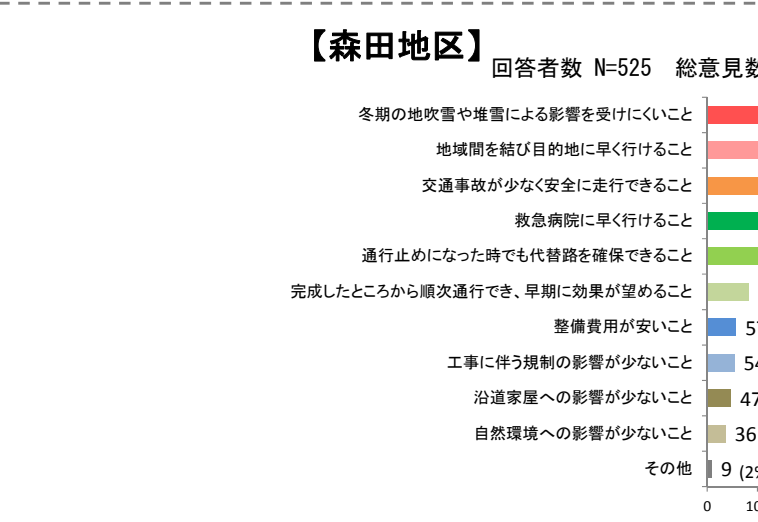 【森田地区】
回答者数 N=525 総意見数
冬期の地吹雪や堆雪による影響を受けにくいこと
地域間を結び目的地に早く行けること
交通事故が少なく安全に走行できること
救急病院に早く行けること
通行止めになった時でも代替路を確保できること
完成したところから順次通行でき、早期に効果が望めること
整備費用が安いこと 57
工事に伴う規制の影響が少ないこと 54
沿道家屋への影響が少ないこと 47
自然環境への影響が少ないこと 36
その他 9 (2%
0 10